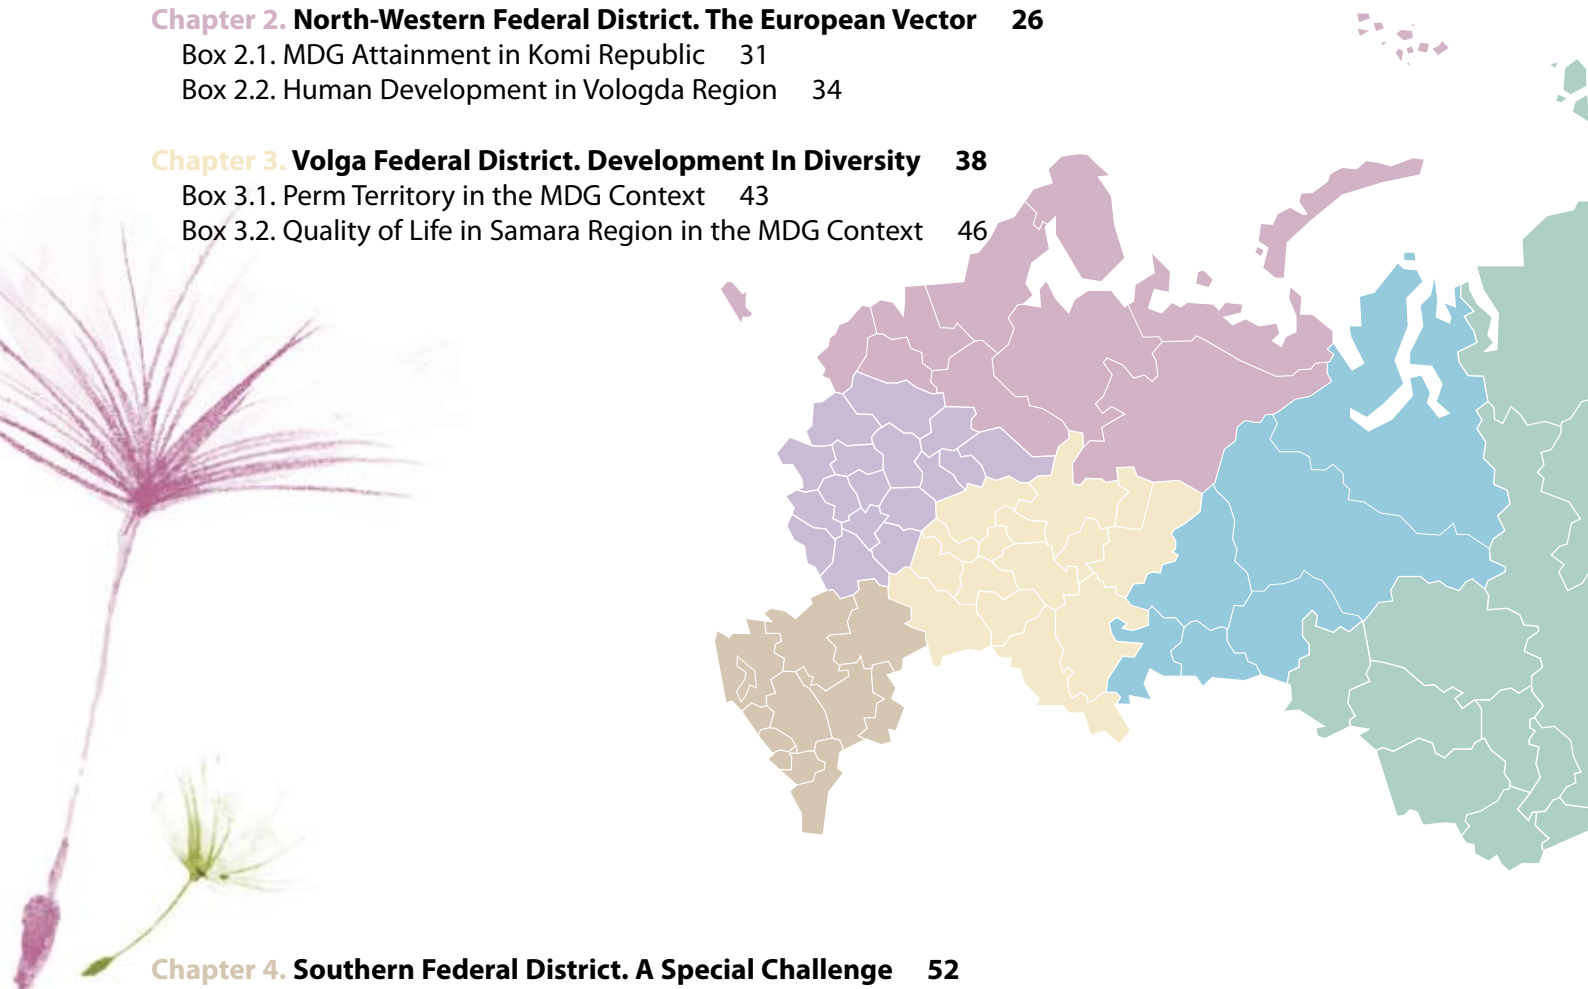 Chapter 2. North-Western Federal District. The European Vector 26
Box 2.1. MDG Attainment in Komi Republic 31
Box 2.2. Human Development in Vologda Region 34
Chapter 3. Volga Federal District. Development In Diversity 38
Box 3.1. Perm Territory in the MDG Context 43
Box 3.2. Quality of Life in Samara Region in the MDG Context 46
Chapter 4. Southern Federal District. A Special Challenge 52